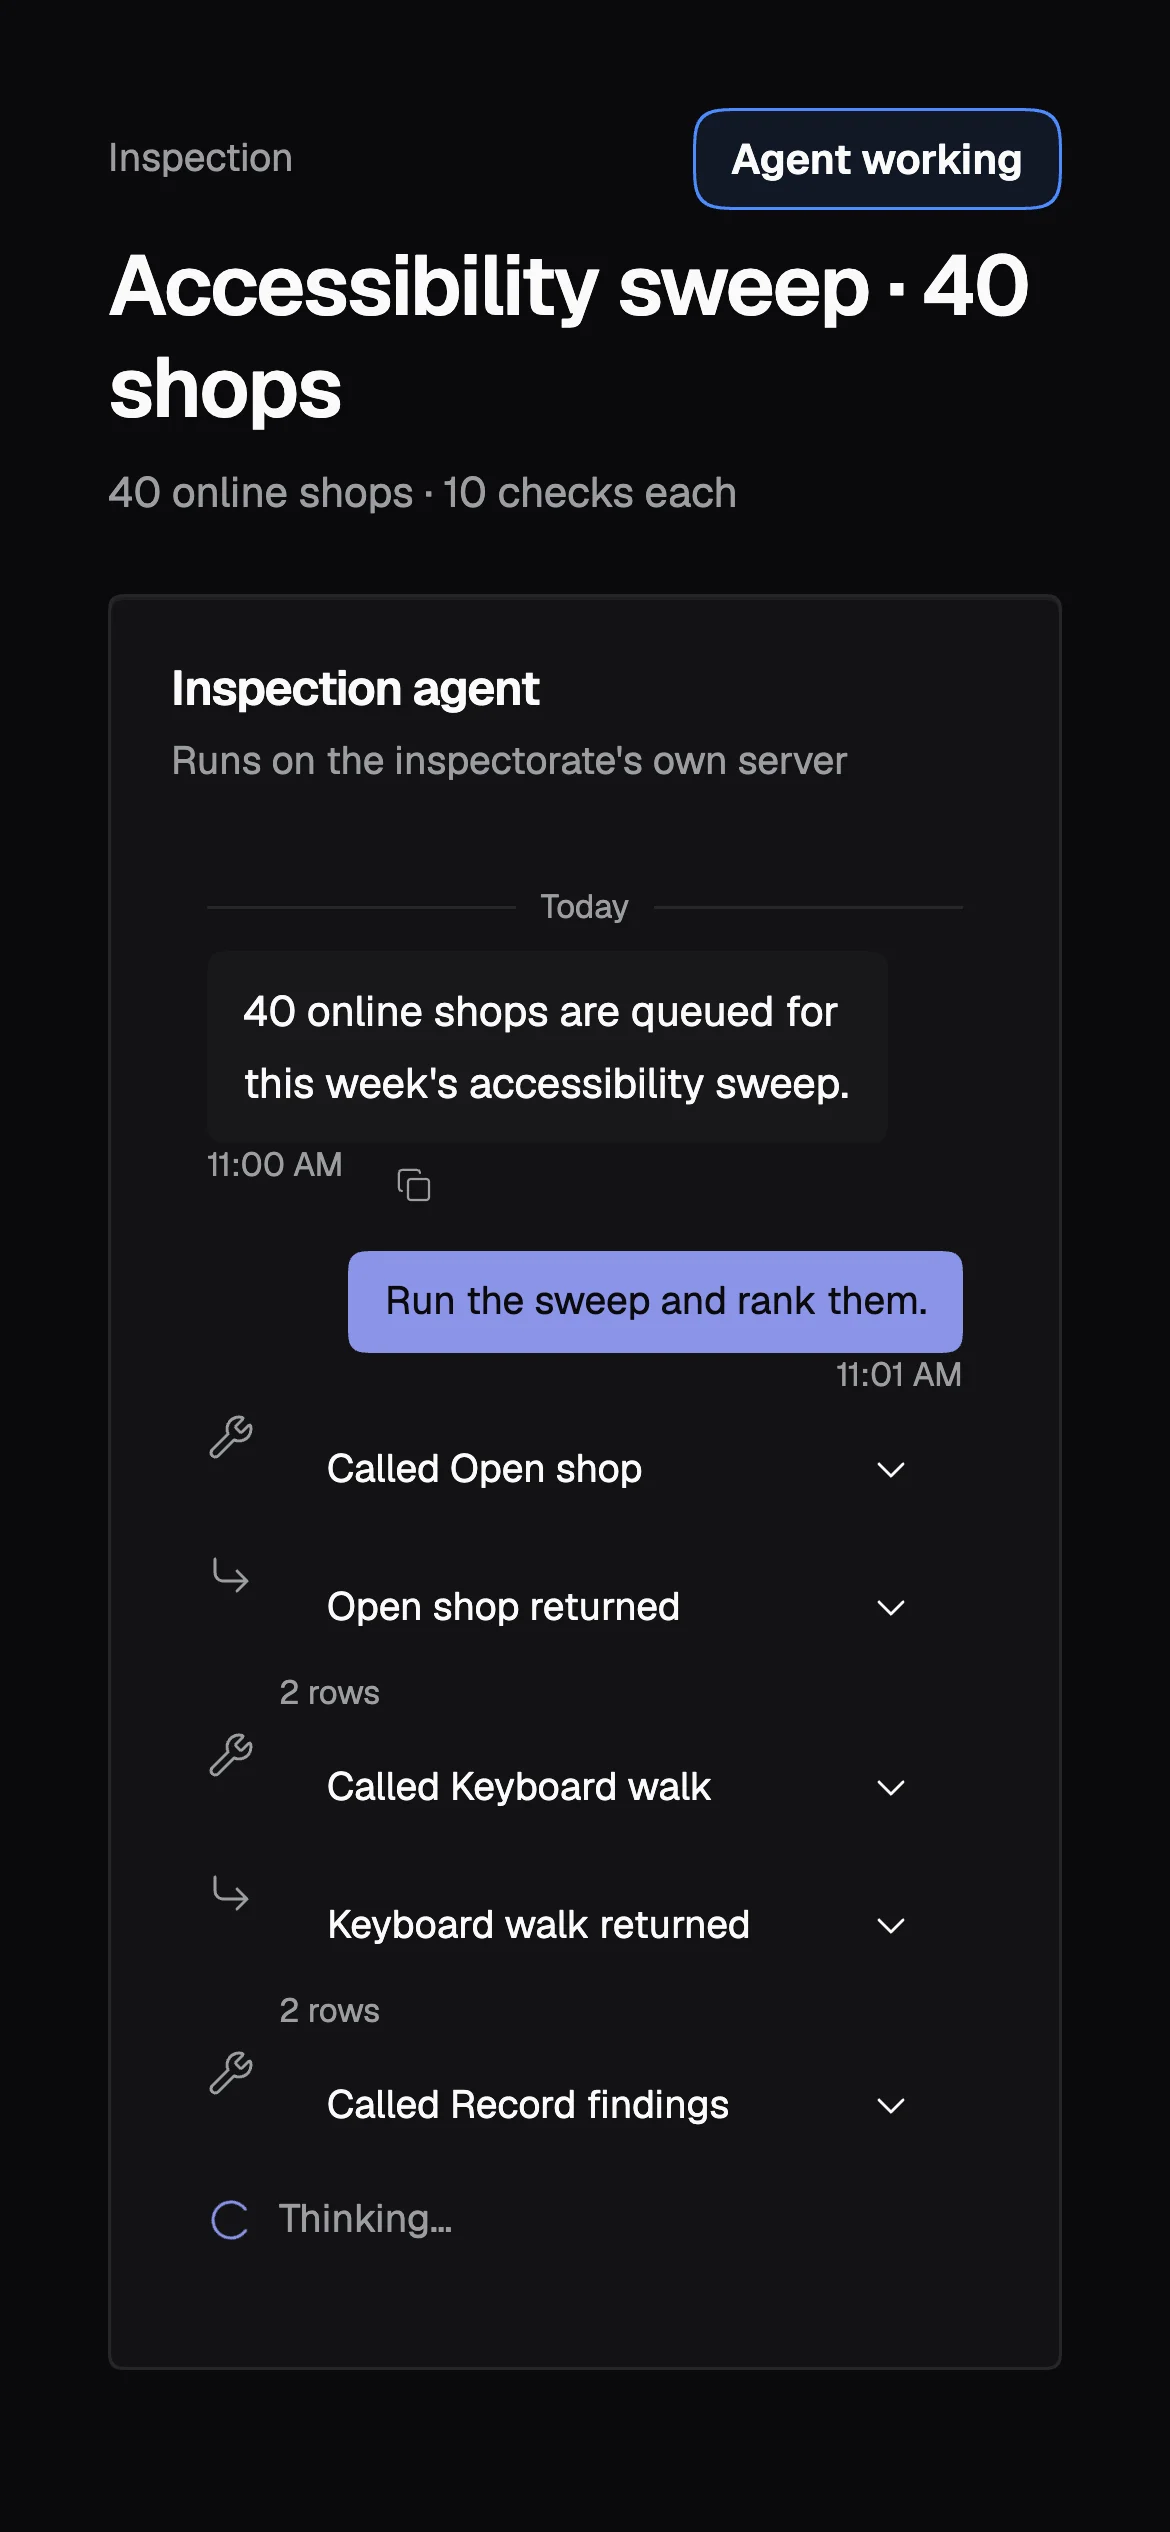 Inspection
Agent working
Accessibility sweep · 40
shops
40 online shops · 10 checks each
Inspection agent
Runs on the inspectorate's own server
Today
40 online shops are queued for
this week's accessibility sweep.
11:00 AM
Run the sweep and rank them.
11:01 AM
Called Open shop
Open shop returned
2 rows
Called Keyboard walk
Keyboard walk returned
2 rows
Called Record findings
Thinking...